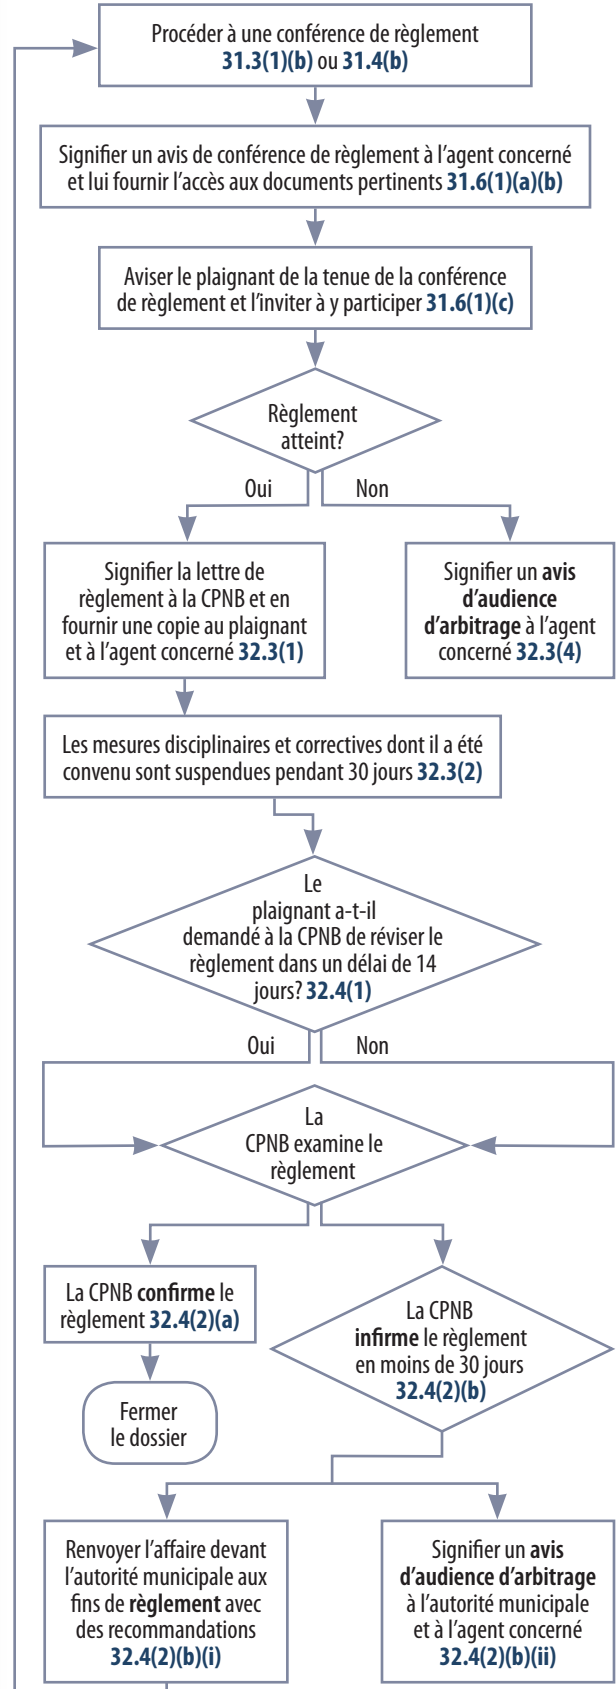 Procéder à une conférence de règlement
31.3(1)(b) ou 31.4(b)
Signifier un avis de conférence de règlement à l'agent concerné
et lui fournir l'accès aux documents pertinents 31.6(1)(a)(b)
Aviser le plaignant de la tenue de la conférence
de règlement et l'inviter à y participer 31.6(1)(c)
Règlement
atteint?
Oui
Non
Signifier la lettre de
règlement à la CPNB et en
fournir une copie au plaignant
et à l'agent concerné 32.3(1)
Signifier un avis
d'audience
d'arbitrage à l'agent
concerné 32.3(4)
Les mesures disciplinaires et correctives dont il a été
convenu sont suspendues pendant 30 jours 32.3(2)
Le
plaignant a-t-il
demandé à la CPNB de réviser le
règlement dans un délai de 14
jours? 32.4(1)
Oui
Non
La
CPNB examine le
règlement
La CPNB confirme le
règlement 32.4(2)(a)
La CPNB
infirme le règlement
en moins de 30 jours
32.4(2)(b)
Fermer
le dossier
Renvoyer l'affaire devant
l'autorité municipale aux
fins de règlement avec
des recommandations
32.4(2)(b)(i)
Signifier un avis
d'audience d'arbitrage
à l'autorité municipale
et à l'agent concerné
32.4(2)(b)(ii)